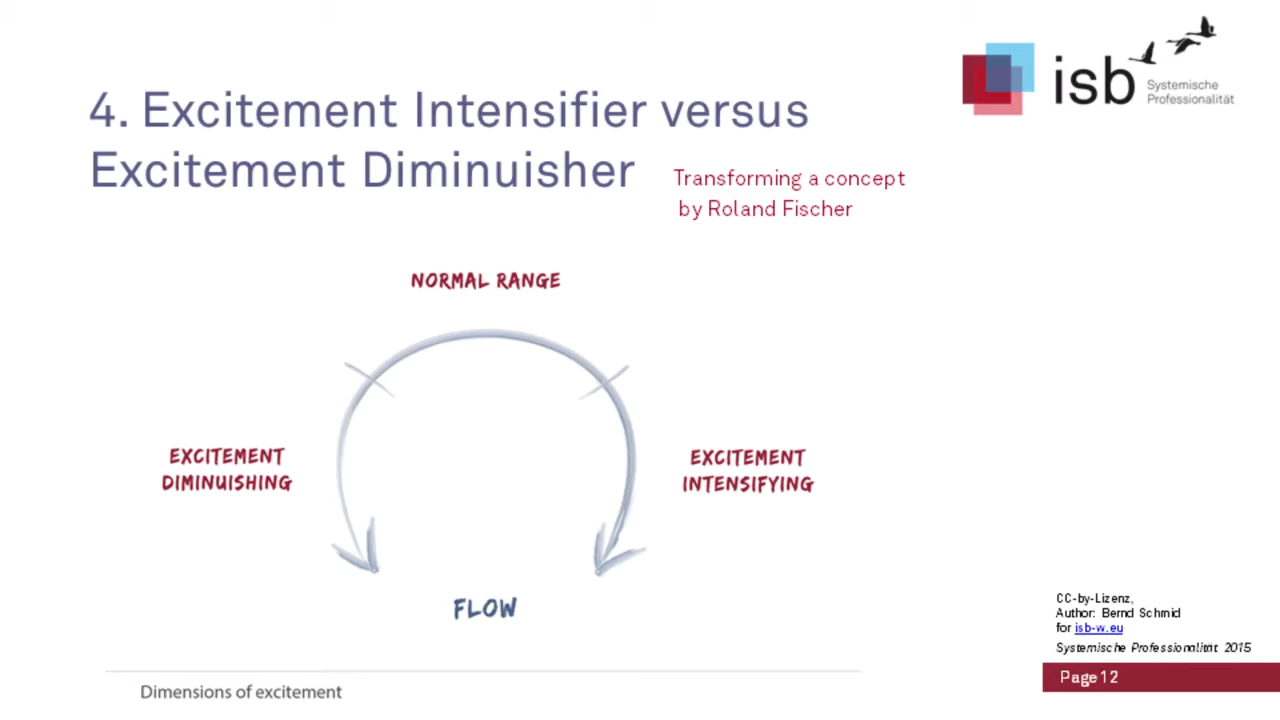 isb
Systemische
Professionalität
4. Excitement Intensifier versus
Excitement Diminuisher
Transforming a concept
by Roland Fischer
NORMAL RANGE
EXCITEMENT
DIMINUISHING
EXCITEMENT
INTENSIFYING
FLOW
CC-by-Lizenz,
Author: Bernd Schmid
for isb-w.eu
Systemische Professionalität 2015
Page 12
Dimensions of excitement